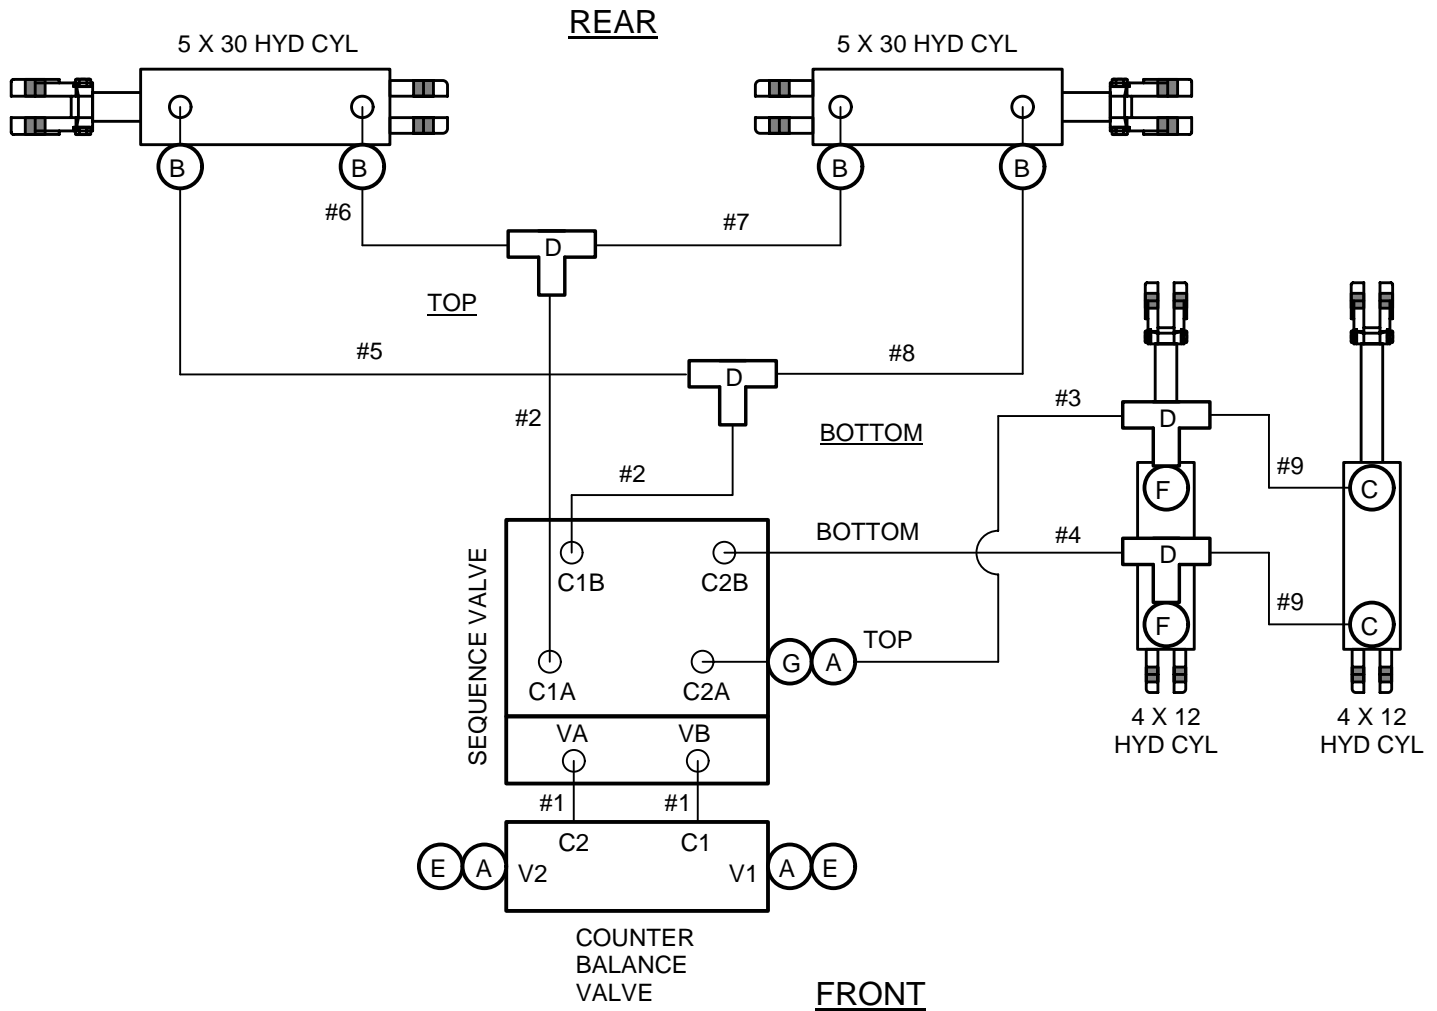 REAR
5 X 30 HYD CYL
5 X 30 HYD CYL
B
B
B
B
#6
#7
D
TOP
#5
#8
D
#3
#2
BOTTOM
D
#2
#9
F
C
SEQUENCE VALVE
C1B
C2B
BOTTOM
#4
D
#9
F
C
C1A
C2A
G
A
TOP
VA
VB
4 X 12
HYD CYL
4 X 12
HYD CYL
#1
#1
C2
C1
E
A
V2
V1
A
E
COUNTER
BALANCE
VALVE
FRONT